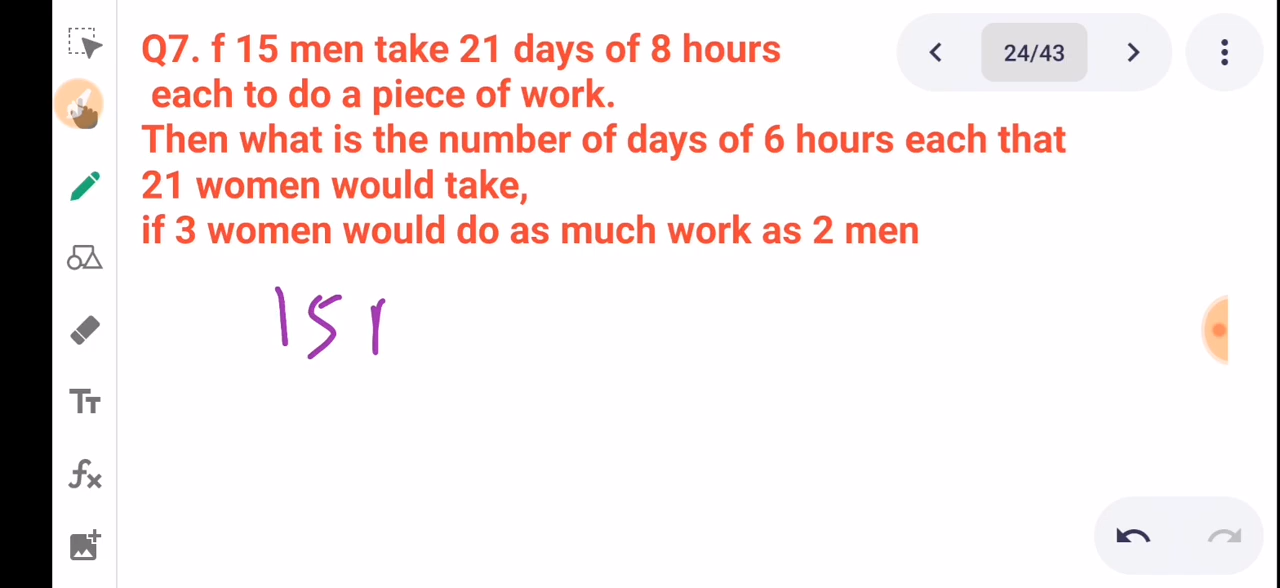 24/43
Q7. f 15 men take 21 days of 8 hours
each to do a piece of work.
Then what is the number of days of 6 hours each that
21 women would take,
if 3 women would do as much work as 2 men
15
Tт
fx